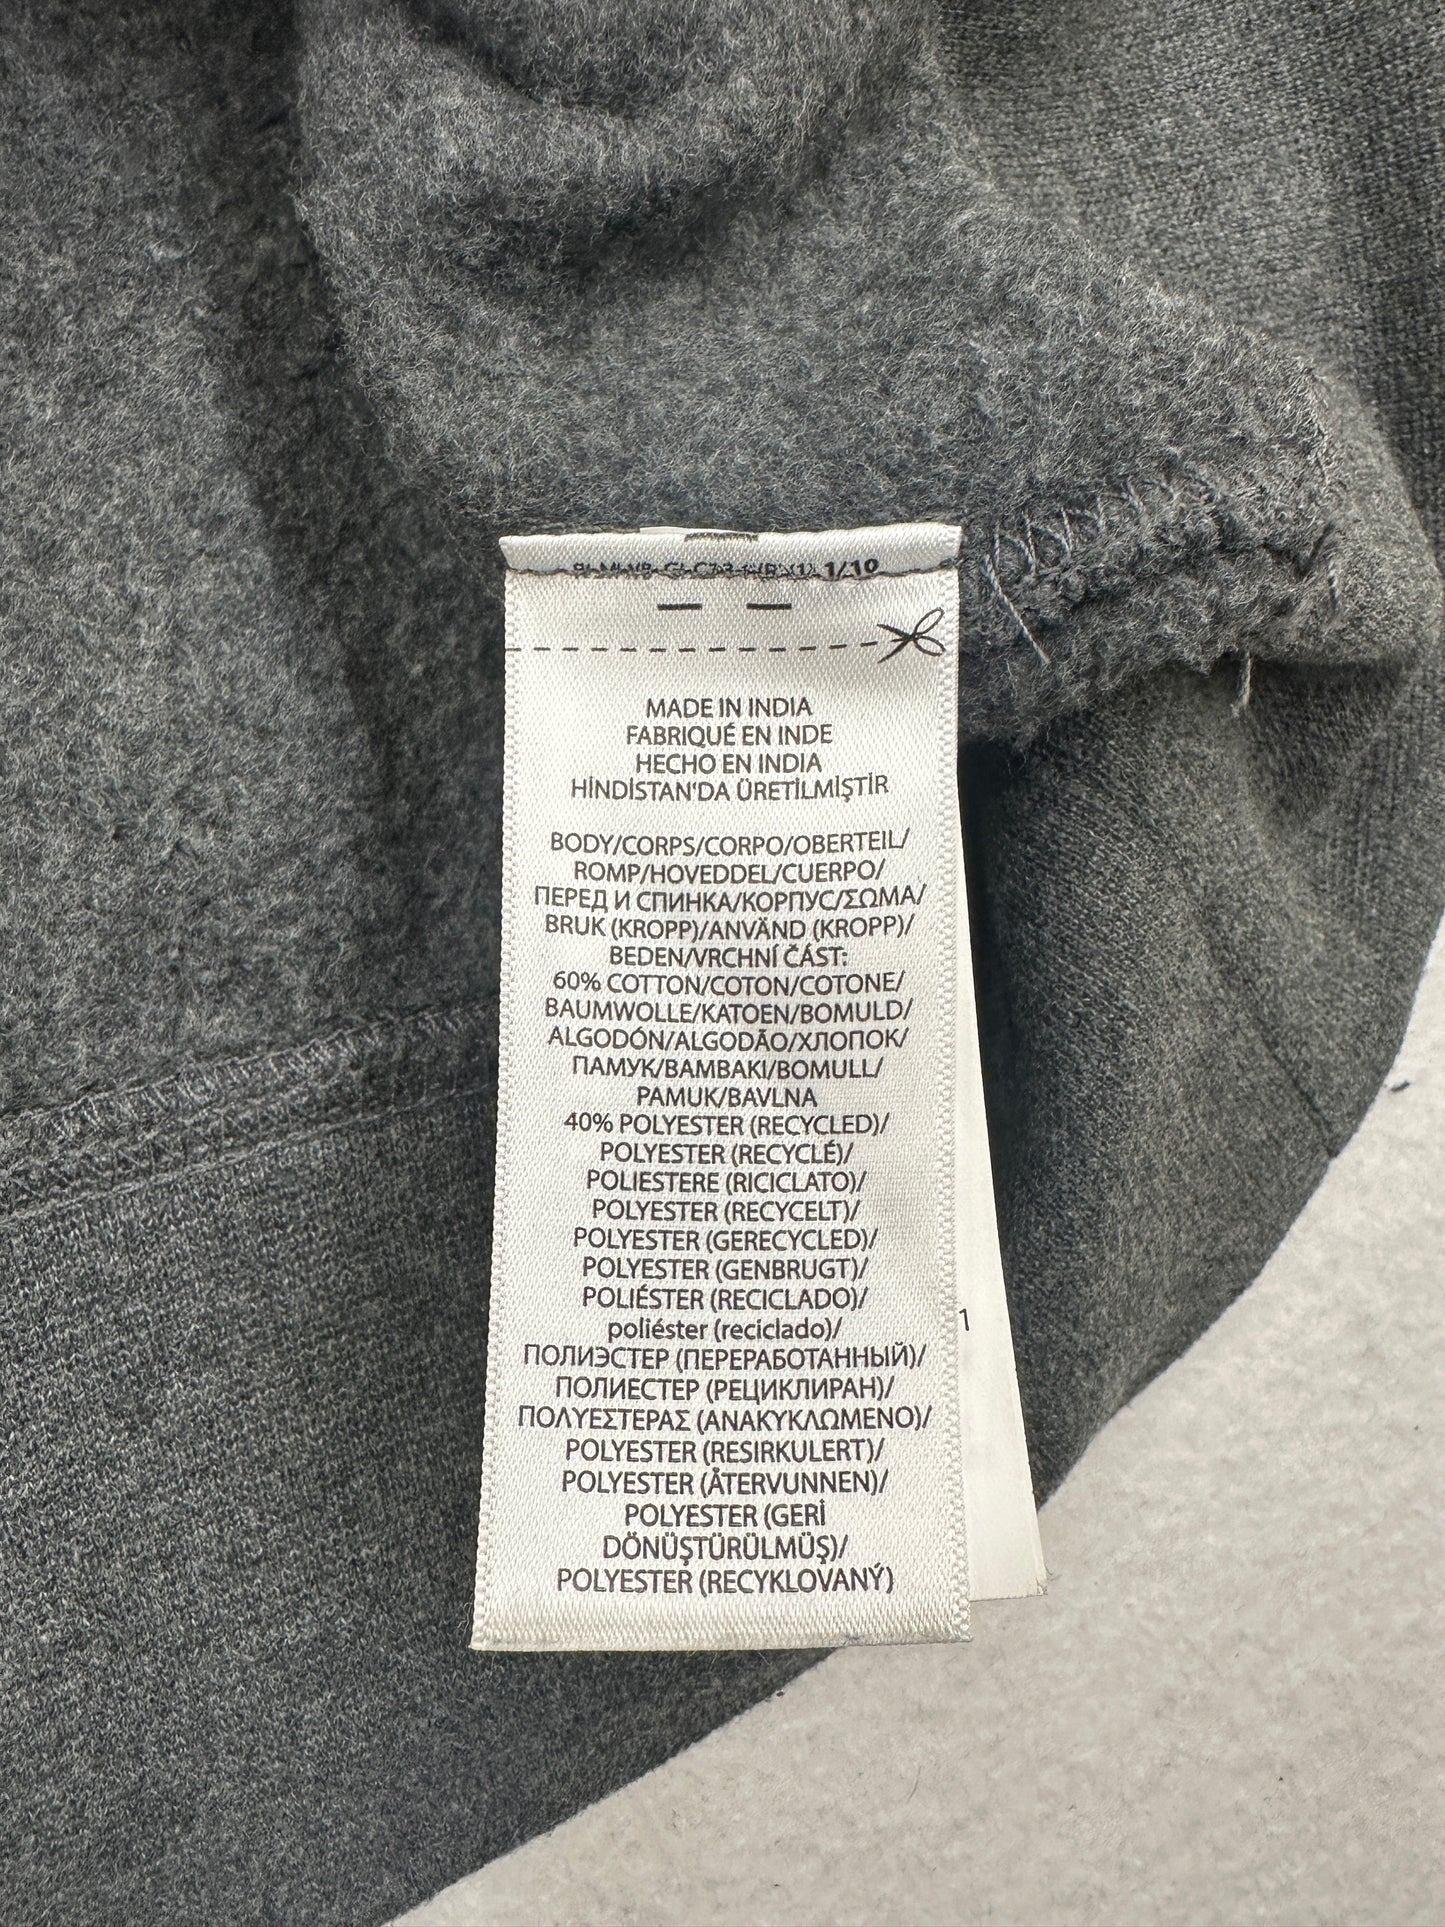 1/10
MADE IN INDIA
FABRIQUÉ EN INDE
HECHO EN INDIA
HİNDİSTAN'DA ÜRETİLMİŞTİR
BODY/CORPS/CORPO/OBERTEIL/
ROMP/HOVEDDEL/CUERPO/
ПЕРЕД И СПИНКА/КОРПУС/ΣΩΜΑ/
BRUK (KROPP)/ANVÄND (KROPP)/
BEDEN/VRCHNÍ ČÁST:
60% COTTON/COTON/COTONE/
BAUMWOLLE/KATOEN/BOMULD/
ALGODÓN/ALGODÃO/ХЛОПОК/
ПАМУК/BAMBAKI/BOMULL/
PAMUK/BAVLNA
40% POLYESTER (RECYCLED)/
POLYESTER (RECYCLÉ)/
POLIESTERE (RICICLATO)/
POLYESTER (RECYCELT)/
POLYESTER (GERECYCLED)/
POLYESTER (GENBRUGT)/
POLIÉSTER (RECICLADO)/
poliéster (reciclado)/
ПОЛИЭСТЕР (ПЕРЕРАБОТАННЫЙ)/
ПОЛИЕСТЕР (РЕЦИКЛИРАН)/
ΠΟΛΥΕΣΤΕΡΑΣ (ΑΝΑΚΥΚΛΩΜΕΝΟ)/
POLYESTER (RESIRKULERT)/
POLYESTER (ÅTERVUNNEN)/
POLYESTER (GERİ
DÖNÜŞTÜRÜLMÜŞ)/
POLYESTER (RECYKLOVANÝ)
1